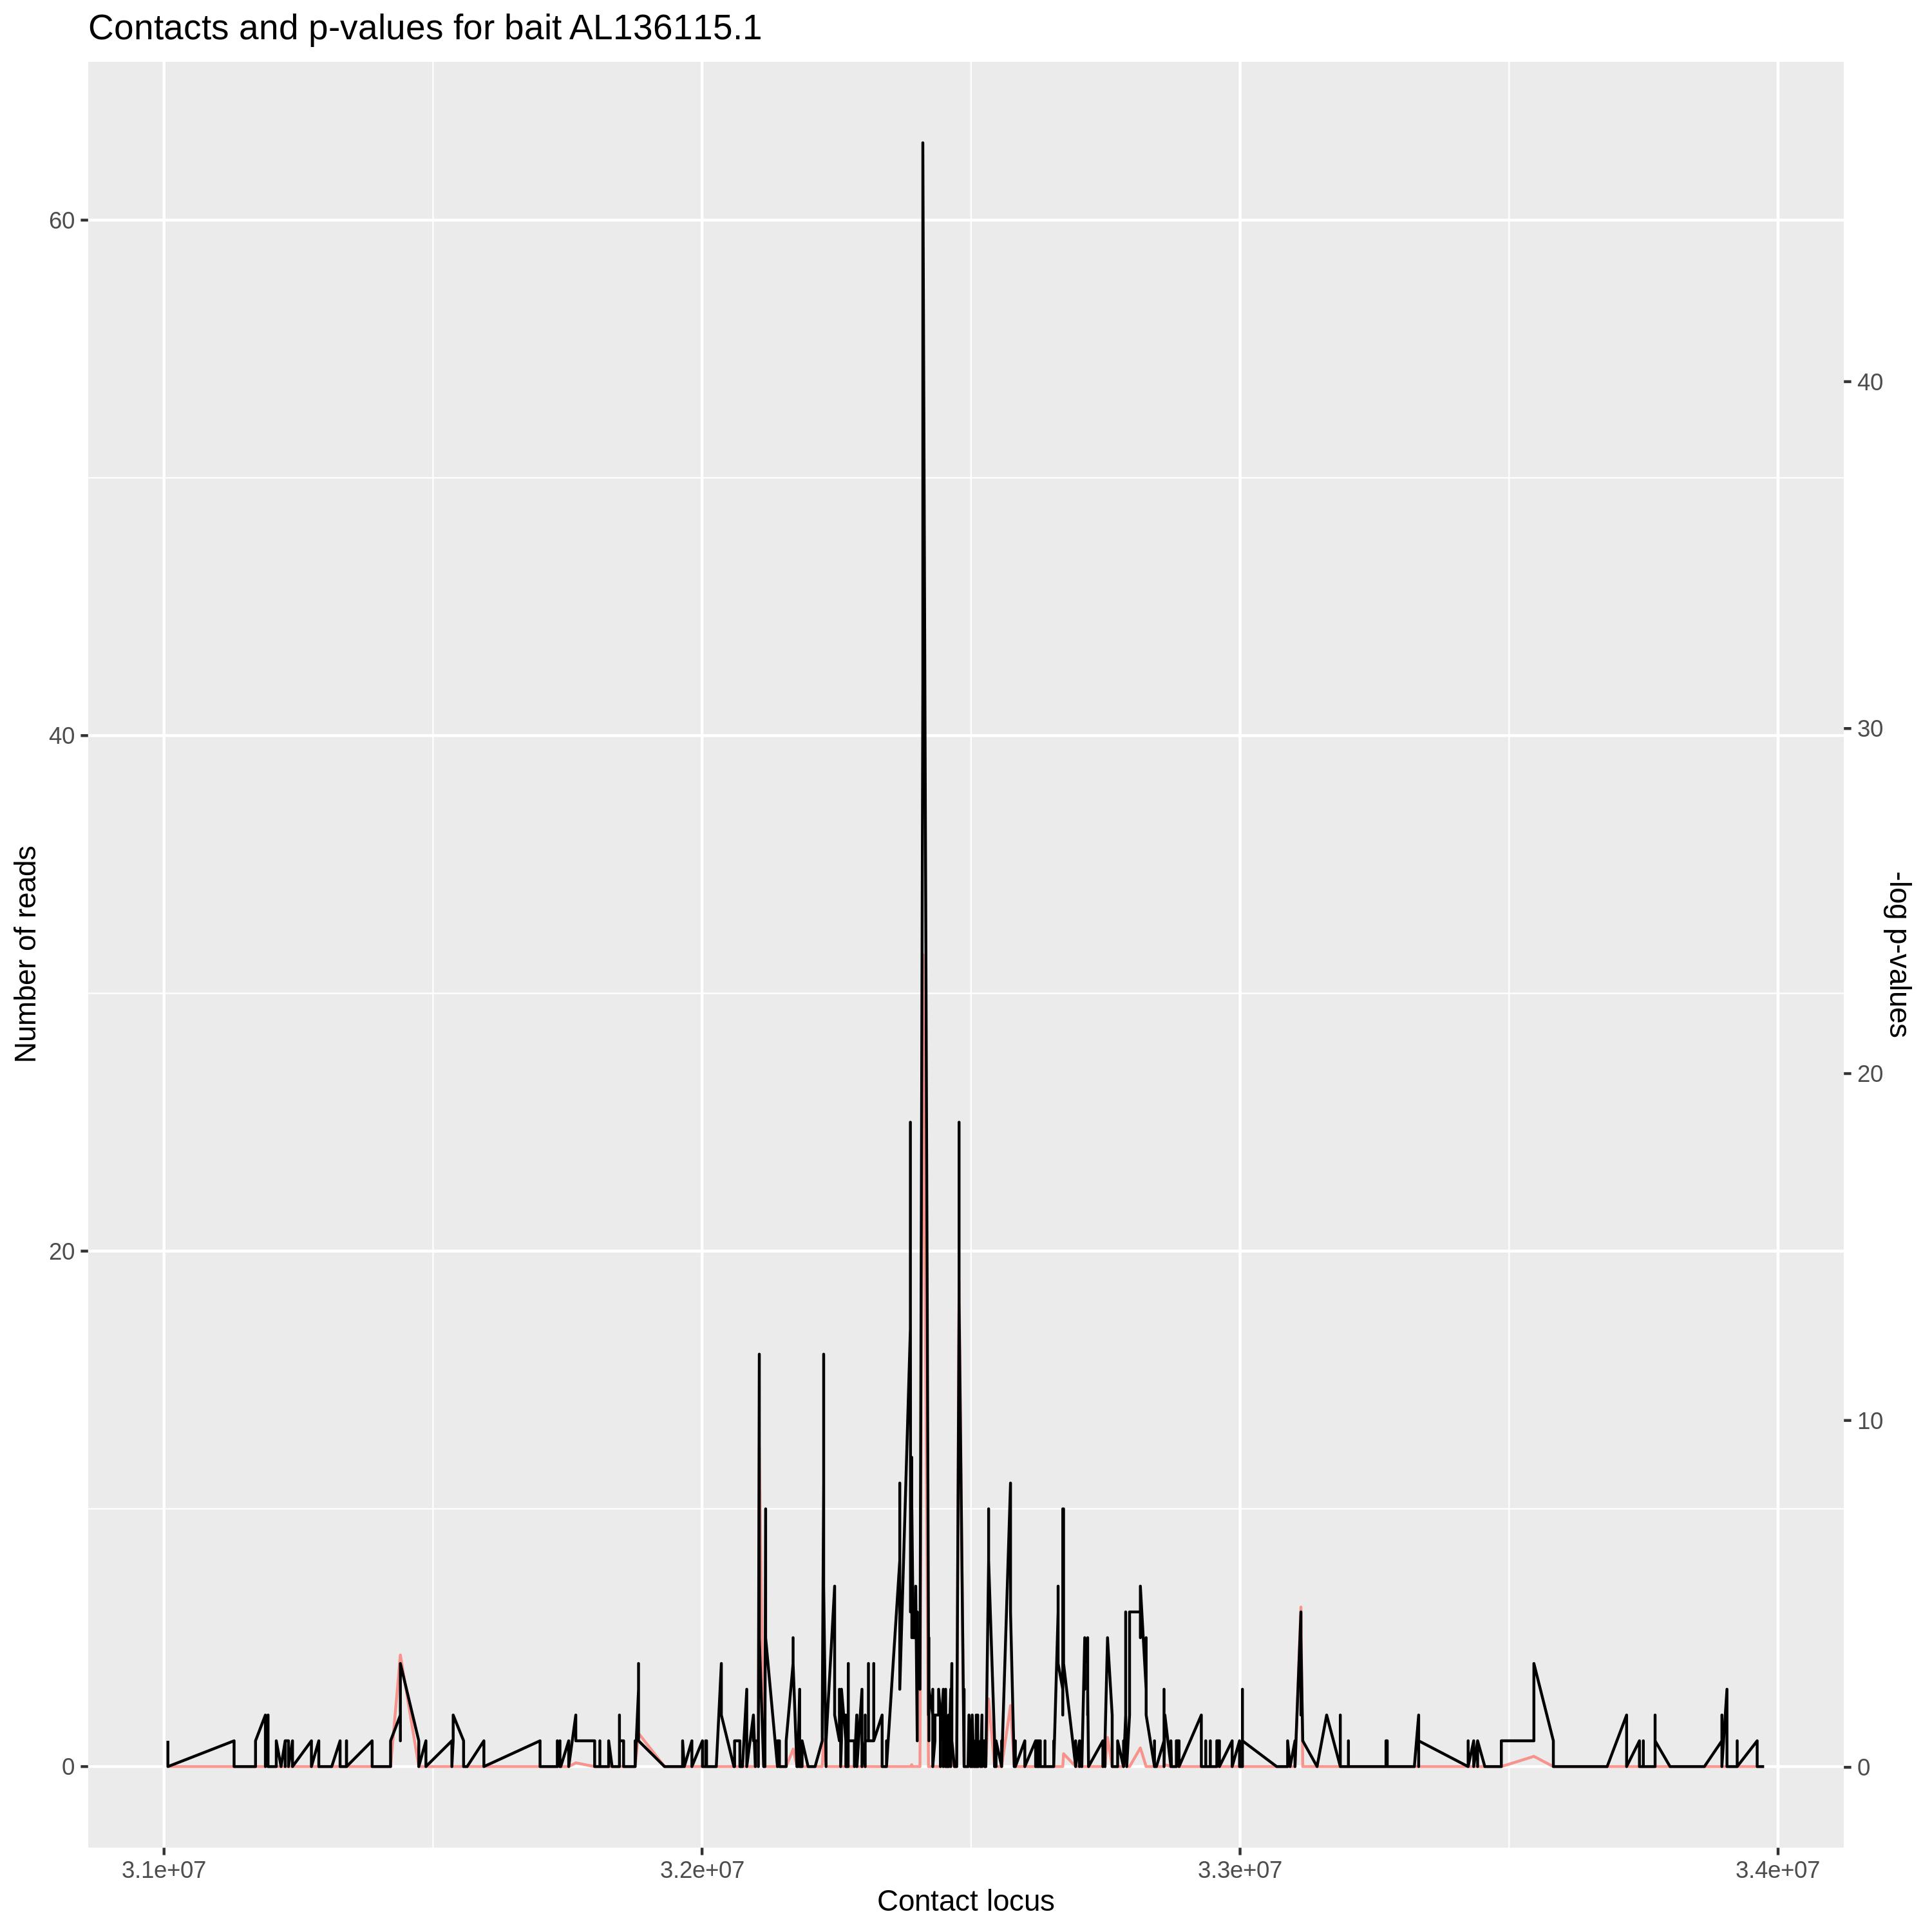 Contacts and p-values for bait AL136115.1
60
40
20
0
Number of reads
40
30
20
10
0
-log p-values
3.1e+07 3.2e+07 3.3e+07 3.4e+07
Contact locus